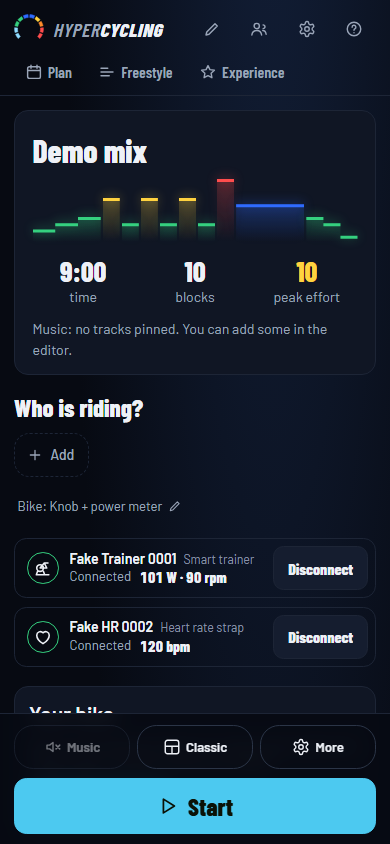 HYPERCYCLING
Plan
Freestyle
Experience
Demo mix
9:00
10
10
time
blocks
peak effort
Music: no tracks pinned. You can add some in the
editor.
Who is riding?
Add
Bike: Knob + power meter
Fake Trainer 0001 Smart trainer
Connected 101 W · 90 rpm
Disconnect
Fake HR 0002 Heart rate strap
Connected 120 bpm
Disconnect
Your bike
Music
Classic
More
Start